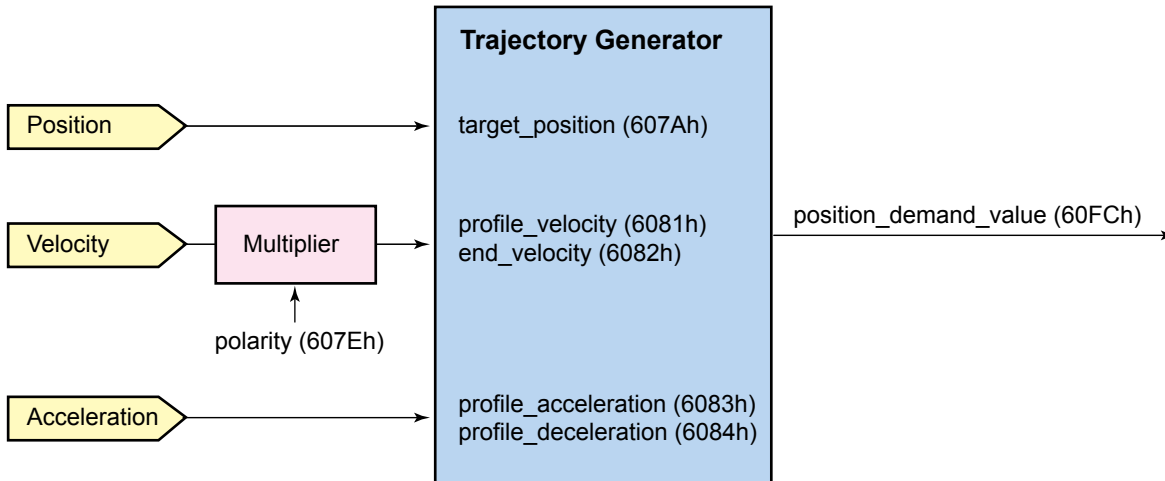 Trajectory Generator
Position
target_position (607Ah)
Velocity
Multiplier
profile_velocity (6081h)
end_velocity (6082h)
position_demand_value (60FCh)
polarity (607Eh)
Acceleration
profile_acceleration (6083h)
profile_deceleration (6084h)